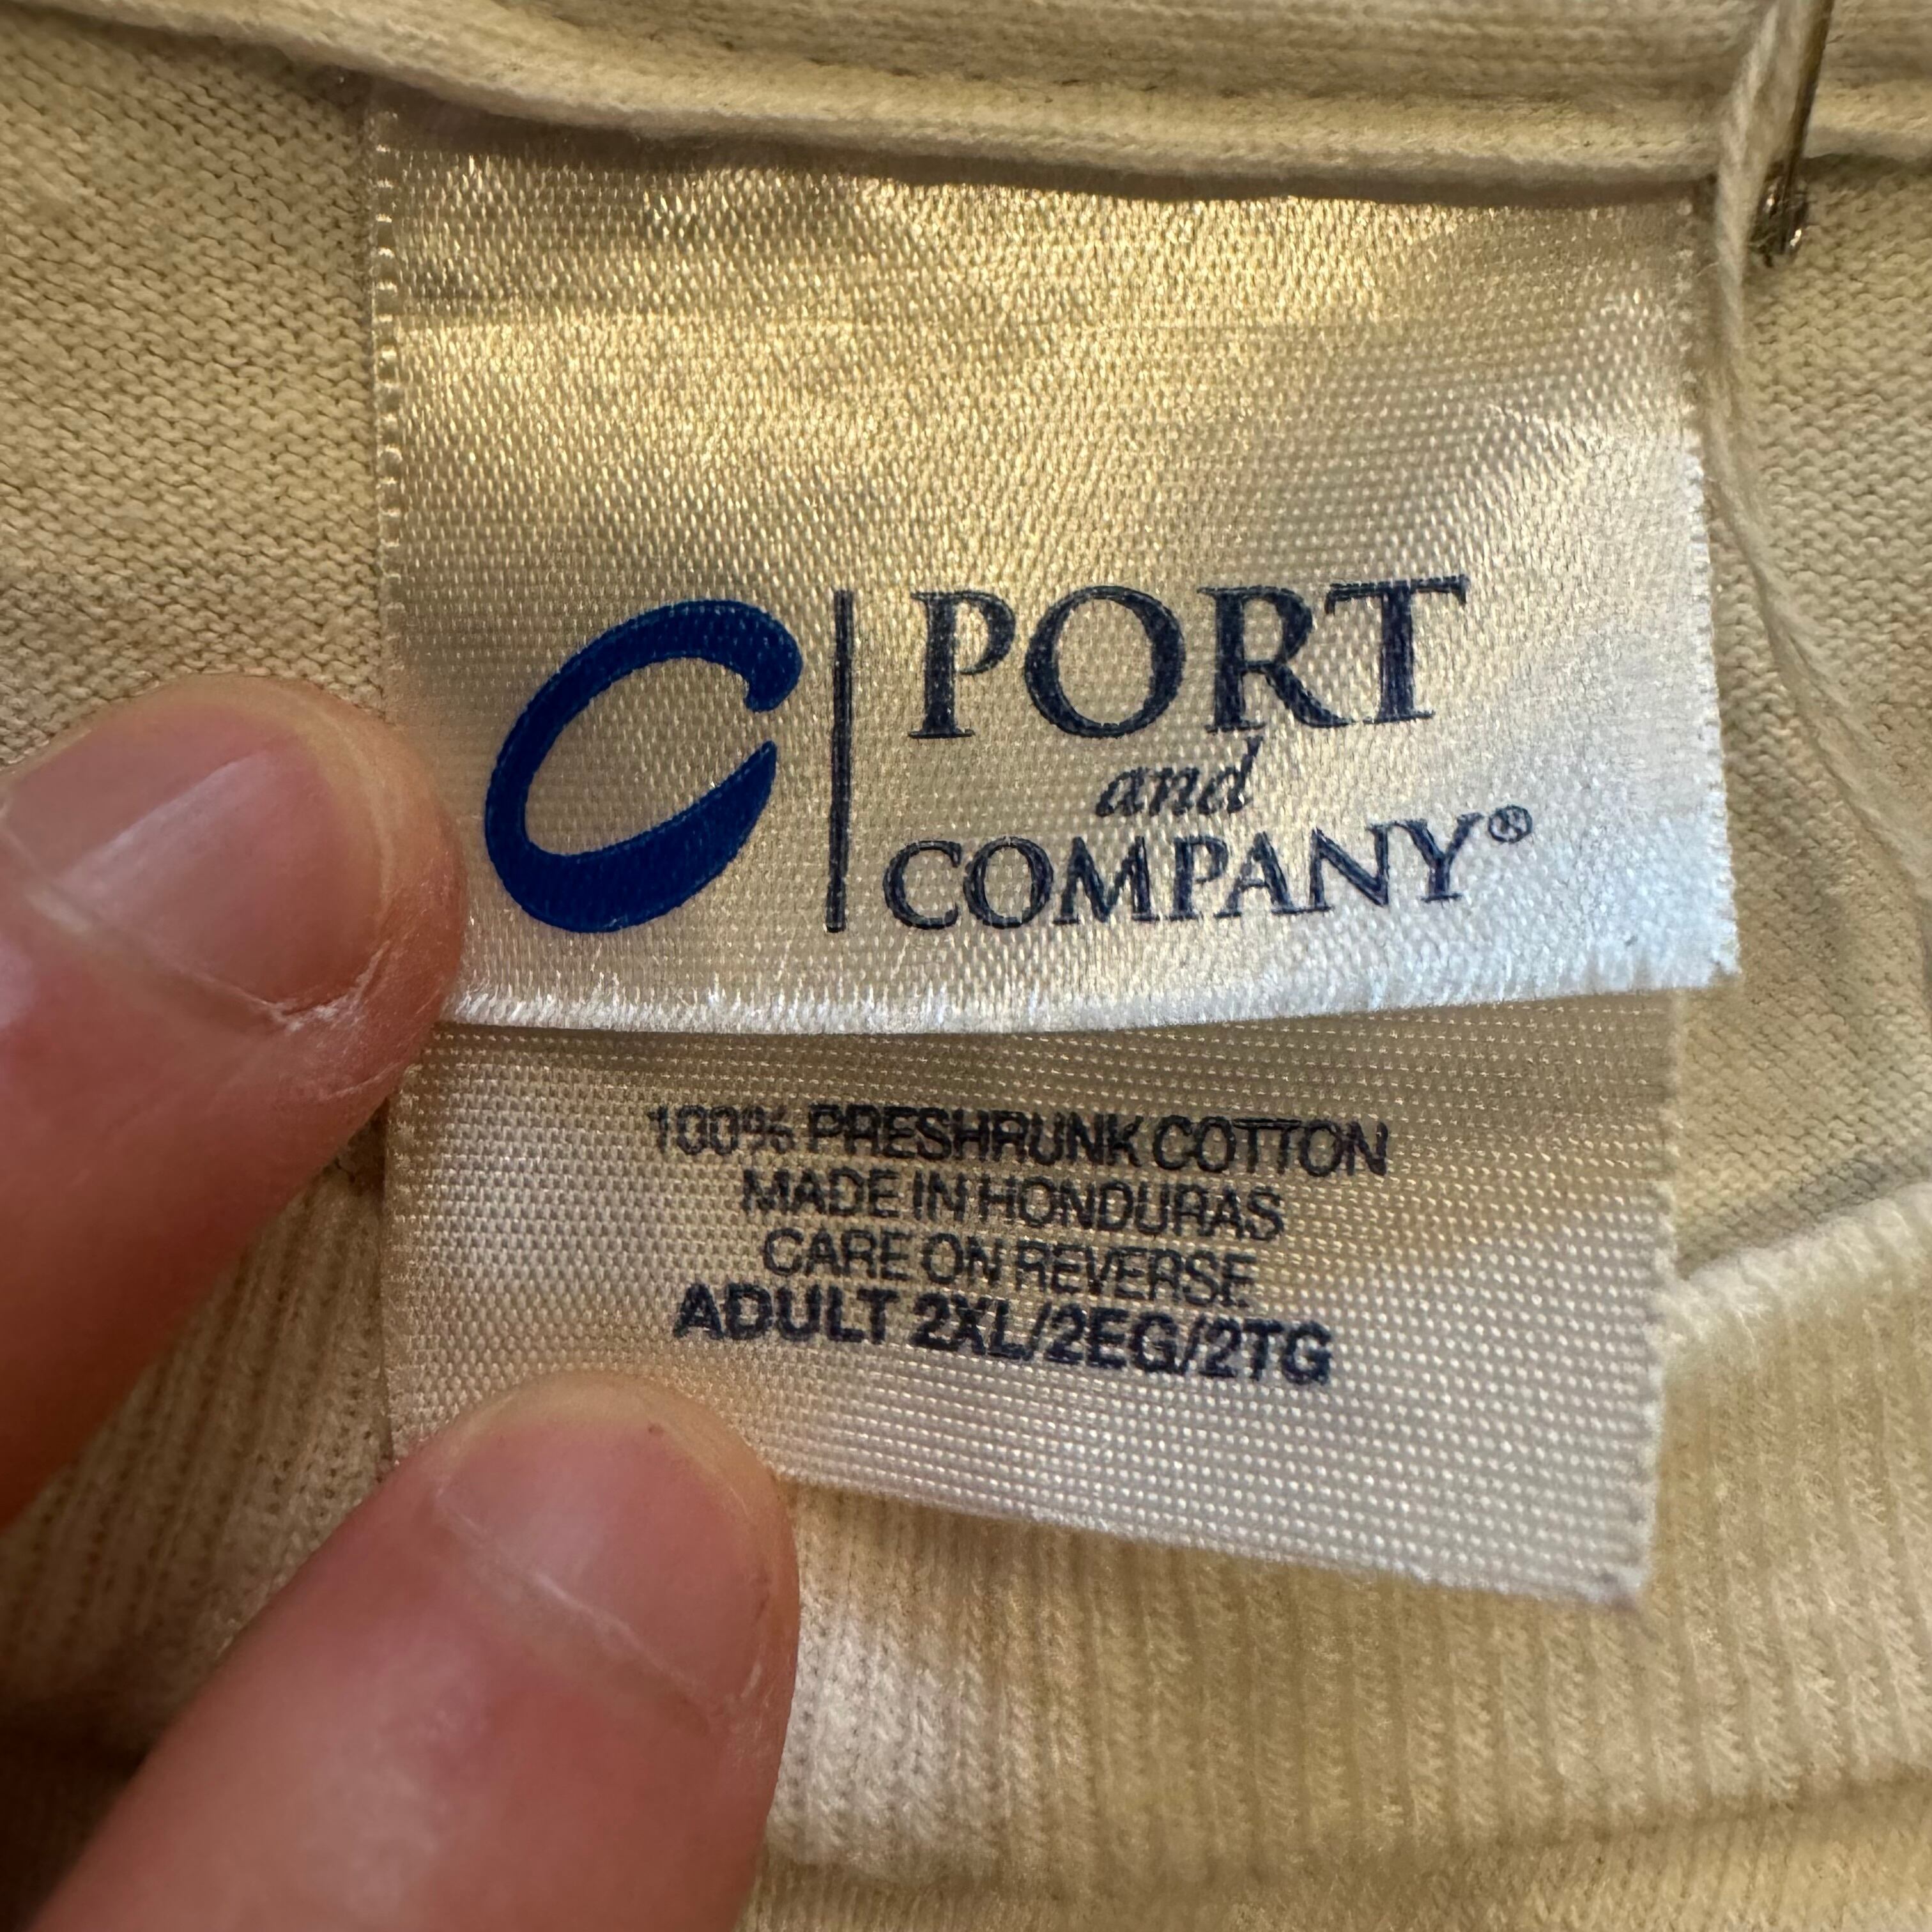 PORT
and
COMPANY®
100% PRESHRUNK COTTON
MADE IN HONDURAS
CARE ON REVERSE
ADULT 2XL/2EG/2TG